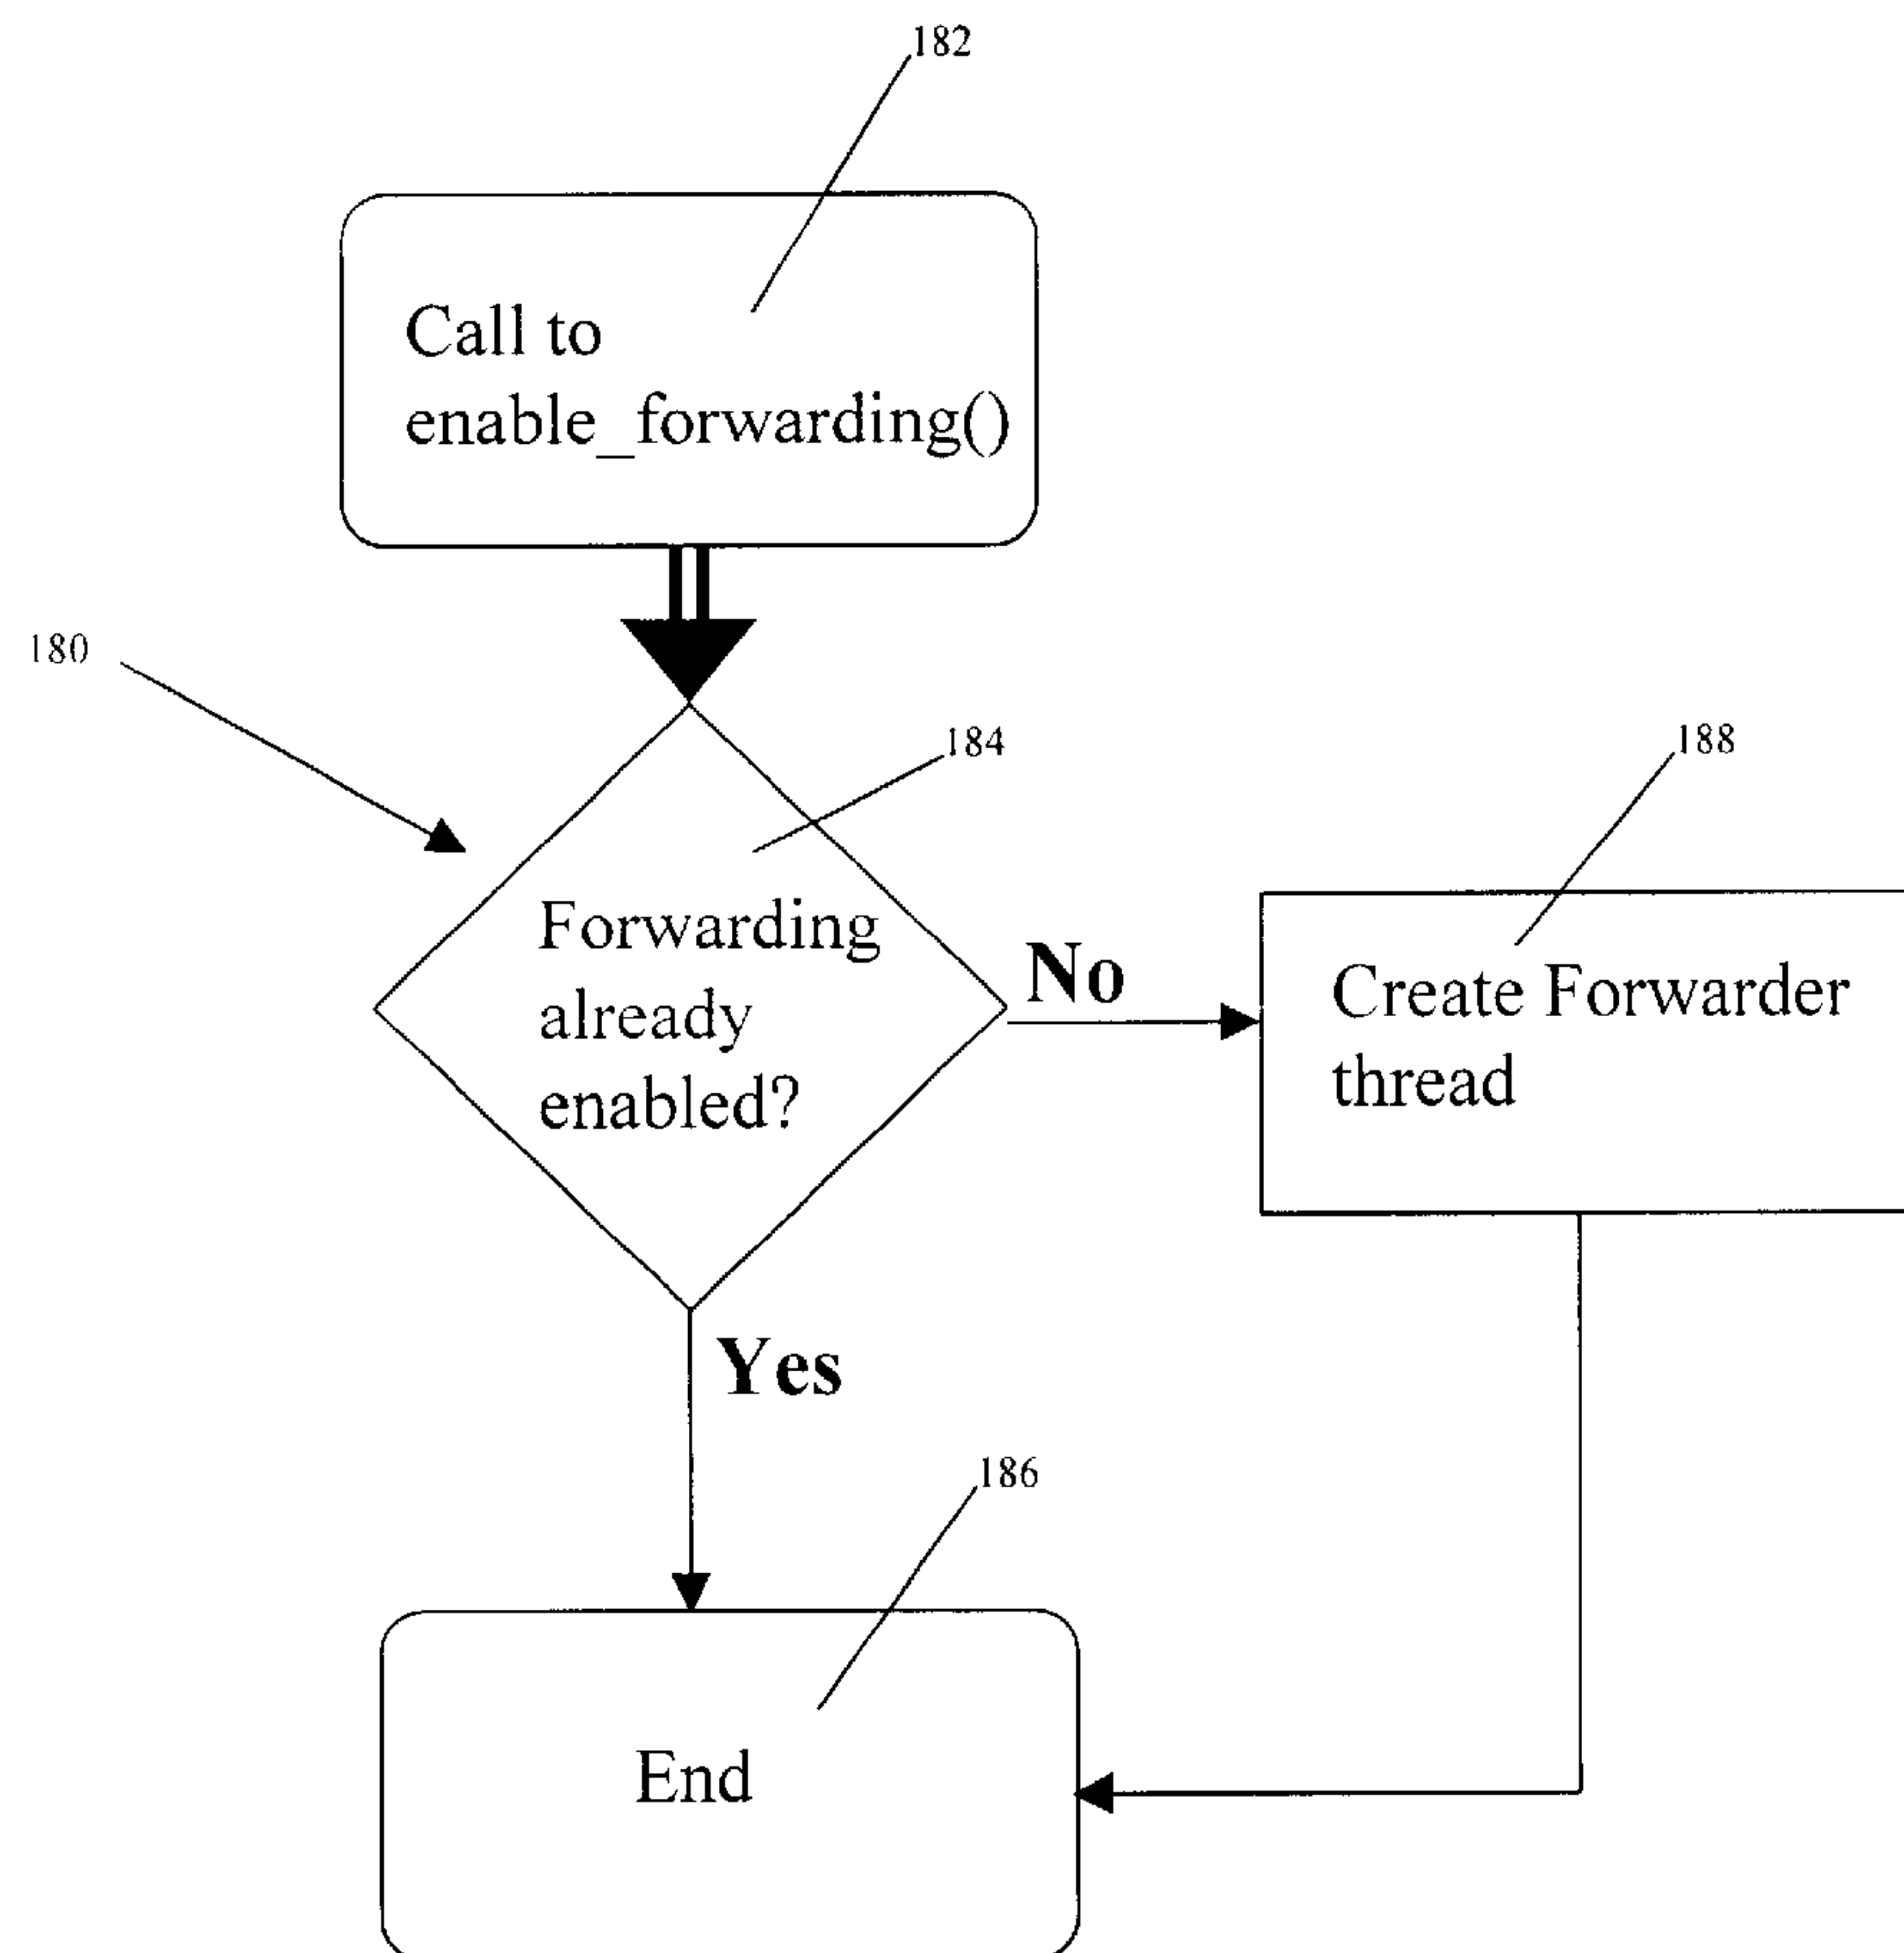 182
Call to
enable_forwarding()
180
184
188
Forwarding
already
enabled?
No
Create Forwarder
thread
Yes
186
End